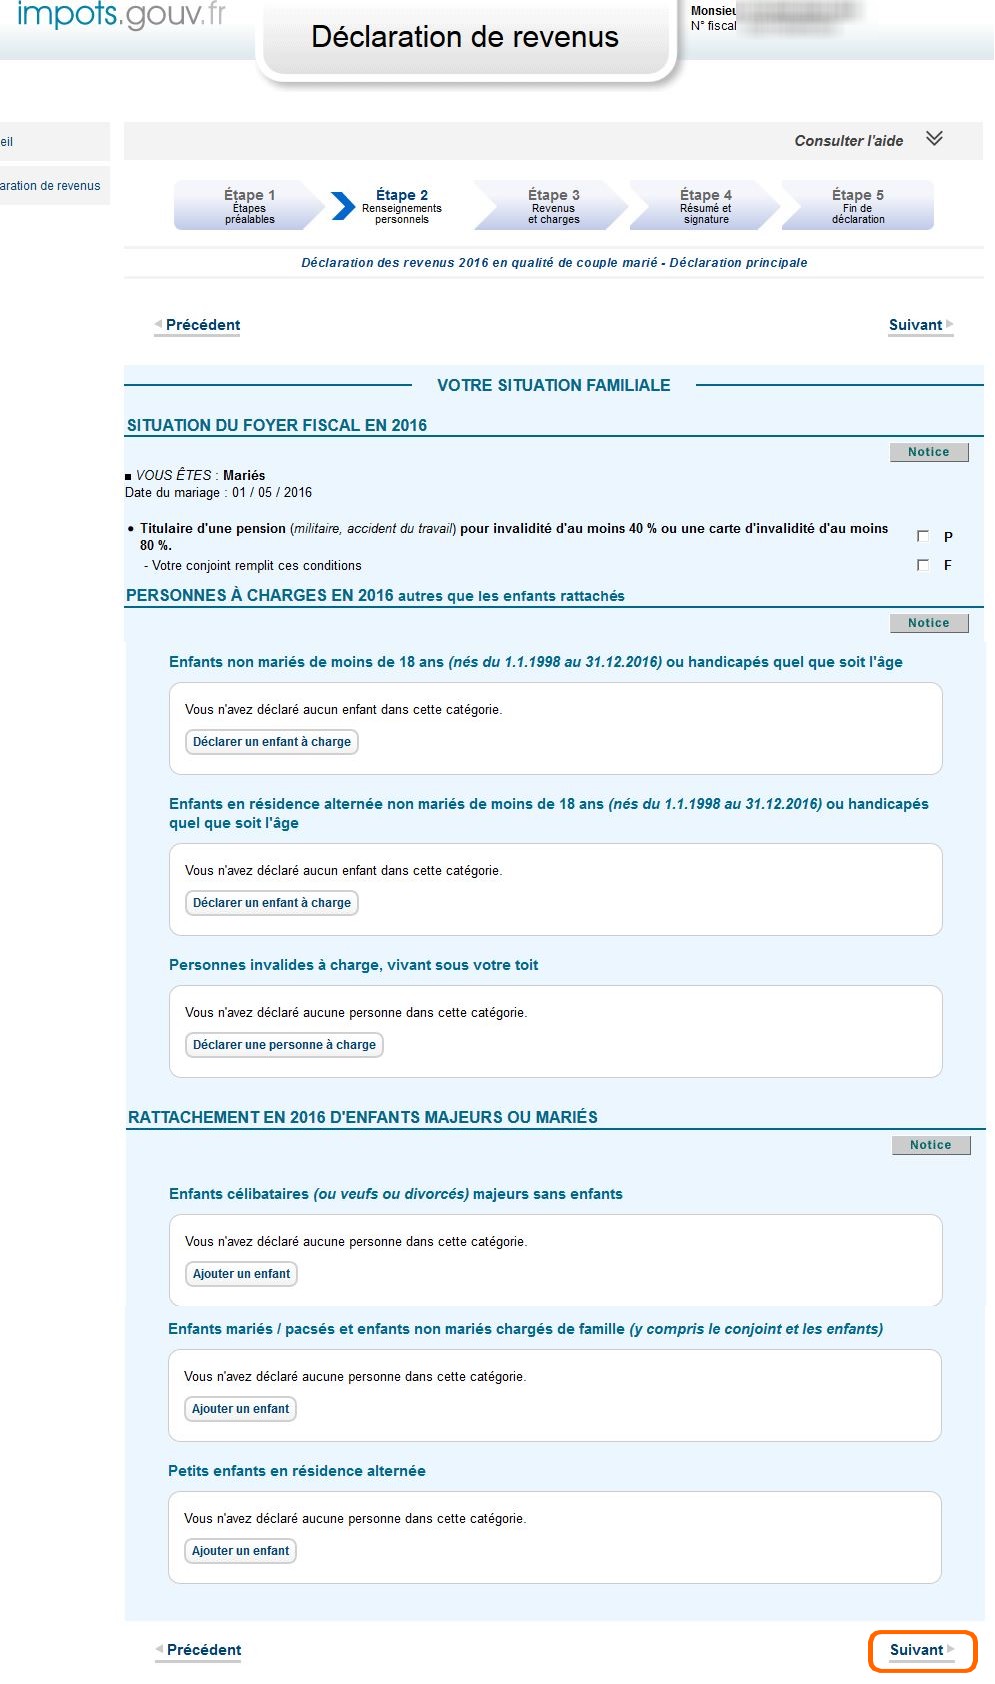 impots.gouv.fr
Déclaration de revenus
Monsieu
N° fiscal
eil
aration de revenus
Consulter l'aide
Étape 1
Étapes
préalables
Étape 2
Renseignements
personnels
Étape 3
Revenus
et charges
Étape 4
Résumé et
signature
Étape 5
Fin de
déclaration
Déclaration des revenus 2016 en qualité de couple marié - Déclaration principale
Précédent
Suivant
VOTRE SITUATION FAMILIALE
SITUATION DU FOYER FISCAL EN 2016
Notice
■ VOUS ÊTES : Mariés
Date du mariage : 01 / 05 / 2016
• Titulaire d'une pension (militaire, accident du travail) pour invalidité d'au moins 40 % ou une carte d'invalidité d'au moins
80 %.
P
- Votre conjoint remplit ces conditions
F
PERSONNES À CHARGES EN 2016 autres que les enfants rattachés
Notice
Enfants non mariés de moins de 18 ans (nés du 1.1.1998 au 31.12.2016) ou handicapés quel que soit l'âge
Vous n'avez déclaré aucun enfant dans cette catégorie.
Déclarer un enfant à charge
Enfants en résidence alternée non mariés de moins de 18 ans (nés du 1.1.1998 au 31.12.2016) ou handicapés
quel que soit l'âge
Vous n'avez déclaré aucun enfant dans cette catégorie.
Déclarer un enfant à charge
Personnes invalides à charge, vivant sous votre toit
Vous n'avez déclaré aucune personne dans cette catégorie.
Déclarer une personne à charge
RATTACHEMENT EN 2016 D'ENFANTS MAJEURS OU MARIÉS
Notice
Enfants célibataires (ou veufs ou divorcés) majeurs sans enfants
Vous n'avez déclaré aucune personne dans cette catégorie.
Ajouter un enfant
Enfants mariés / pacsés et enfants non mariés chargés de famille (y compris le conjoint et les enfants)
Vous n'avez déclaré aucune personne dans cette catégorie.
Ajouter un enfant
Petits enfants en résidence alternée
Vous n'avez déclaré aucune personne dans cette catégorie.
Ajouter un enfant
Précédent
Suivant